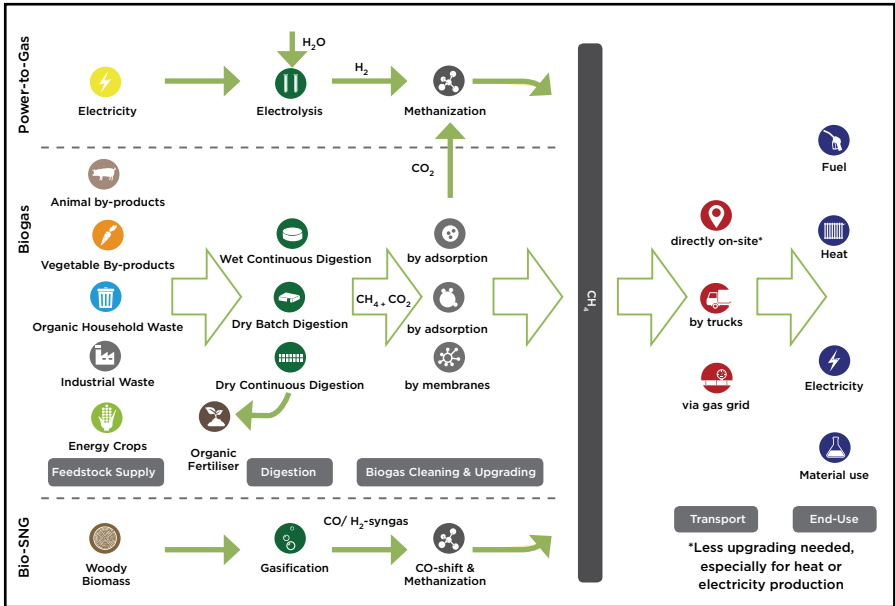 Power-to-Gas
H₂O
Electricity
Electrolysis
H₂
Methanization
Biogas
CO₂
Animal by-products
Vegetable By-products
Organic Household Waste
Industrial Waste
Energy Crops
Feedstock Supply
Wet Continuous Digestion
Dry Batch Digestion
Dry Continuous Digestion
Organic
Fertiliser
Digestion
CH₄ + CO₂
by adsorption
by adsorption
by membranes
Biogas Cleaning & Upgrading
Bio-SNG
Woody
Biomass
Gasification
CO/ H₂-syngas
CO-shift &
Methanization
CH₄
directly on-site*
by trucks
via gas grid
Transport
Fuel
Heat
Electricity
Material use
End-Use
*Less upgrading needed,
especially for heat or
electricity production